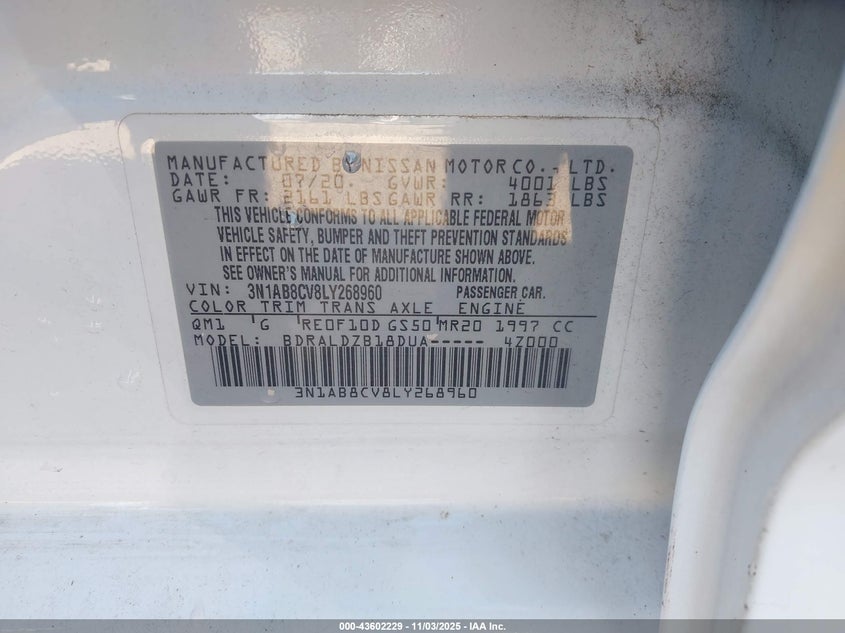 MANUFACTURED BY NISSAN MOTOR CO., LTD.
DATE: 07/20. GVWR: 4001 LBS
GAWR FR: 2161 LBS GAWR RR: 1863 LBS
THIS VEHICLE CONFORMS TO ALL APPLICABLE FEDERAL MOTOR
VEHICLE SAFETY, BUMPER AND THEFT PREVENTION STANDARDS
IN EFFECT ON THE DATE OF MANUFACTURE SHOWN ABOVE.
SEE OWNER'S MANUAL FOR ADDITIONAL INFORMATION.
VIN: 3N1AB8CV8LY268960 PASSENGER CAR.
COLOR TRIM TRANS AXLE ENGINE
QM1 G RE0F10D GS50 MR20 1997 CC
MODEL: BDRALDZB18DUA----- 4Z000
3N1AB8CV8LY268960
000-43602229 - 11/03/2025 - IAA Inc.